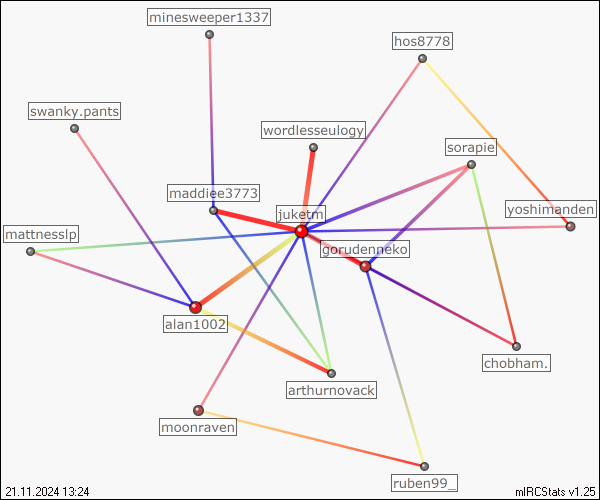 minesweeper1337
hos8778
swanky.pants
wordlesseulogy
sorapie
maddiee3773
juketm
yoshimanden
mattnesslp
gorudenneko
alan1002
chobham.
arthurnovack
moonraven
ruben99_
21.11.2024 13:24
mIRCStats v1.25